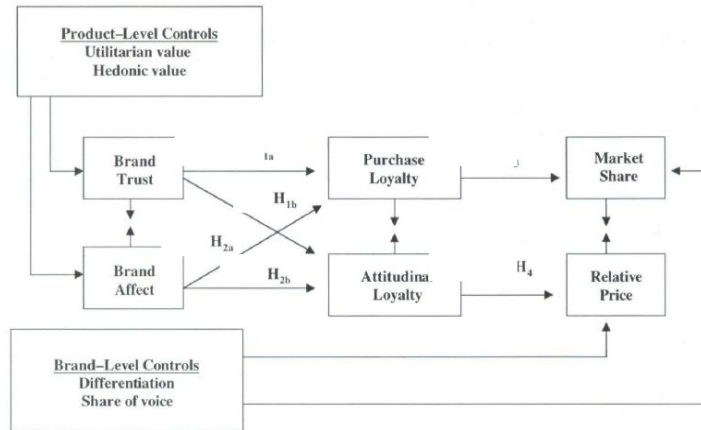 Product–Level Controls
Utilitarian value
Hedonic value
Brand
Trust
1a
Purchase
Loyalty
Market
Share
H1b
H2a
Brand
Affect
H2b
Attitudina
Loyalty
H4
Relative
Price
Brand–Level Controls
Differentiation
Share of voice